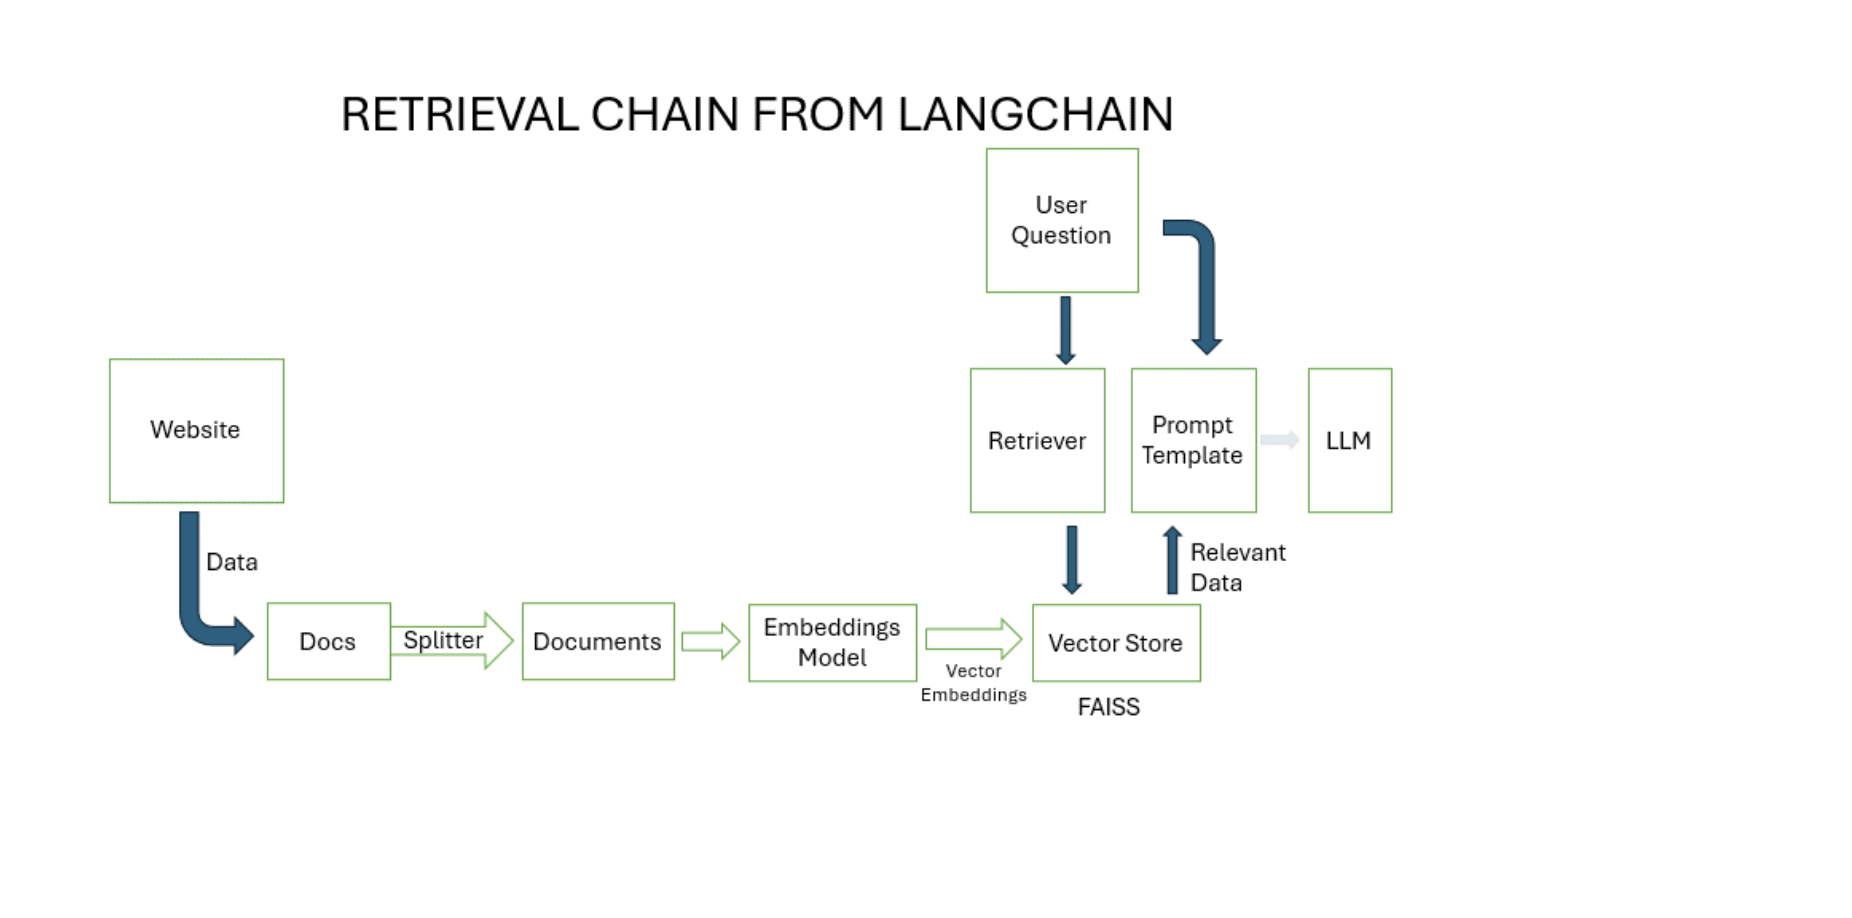 RETRIEVAL CHAIN FROM LANGCHAIN
User
Question
Website
Retriever
Prompt
Template
LLM
Data
Relevant
Data
Docs
Splitter
Documents
Embeddings
Model
Vector
Embeddings
Vector Store
FAISS